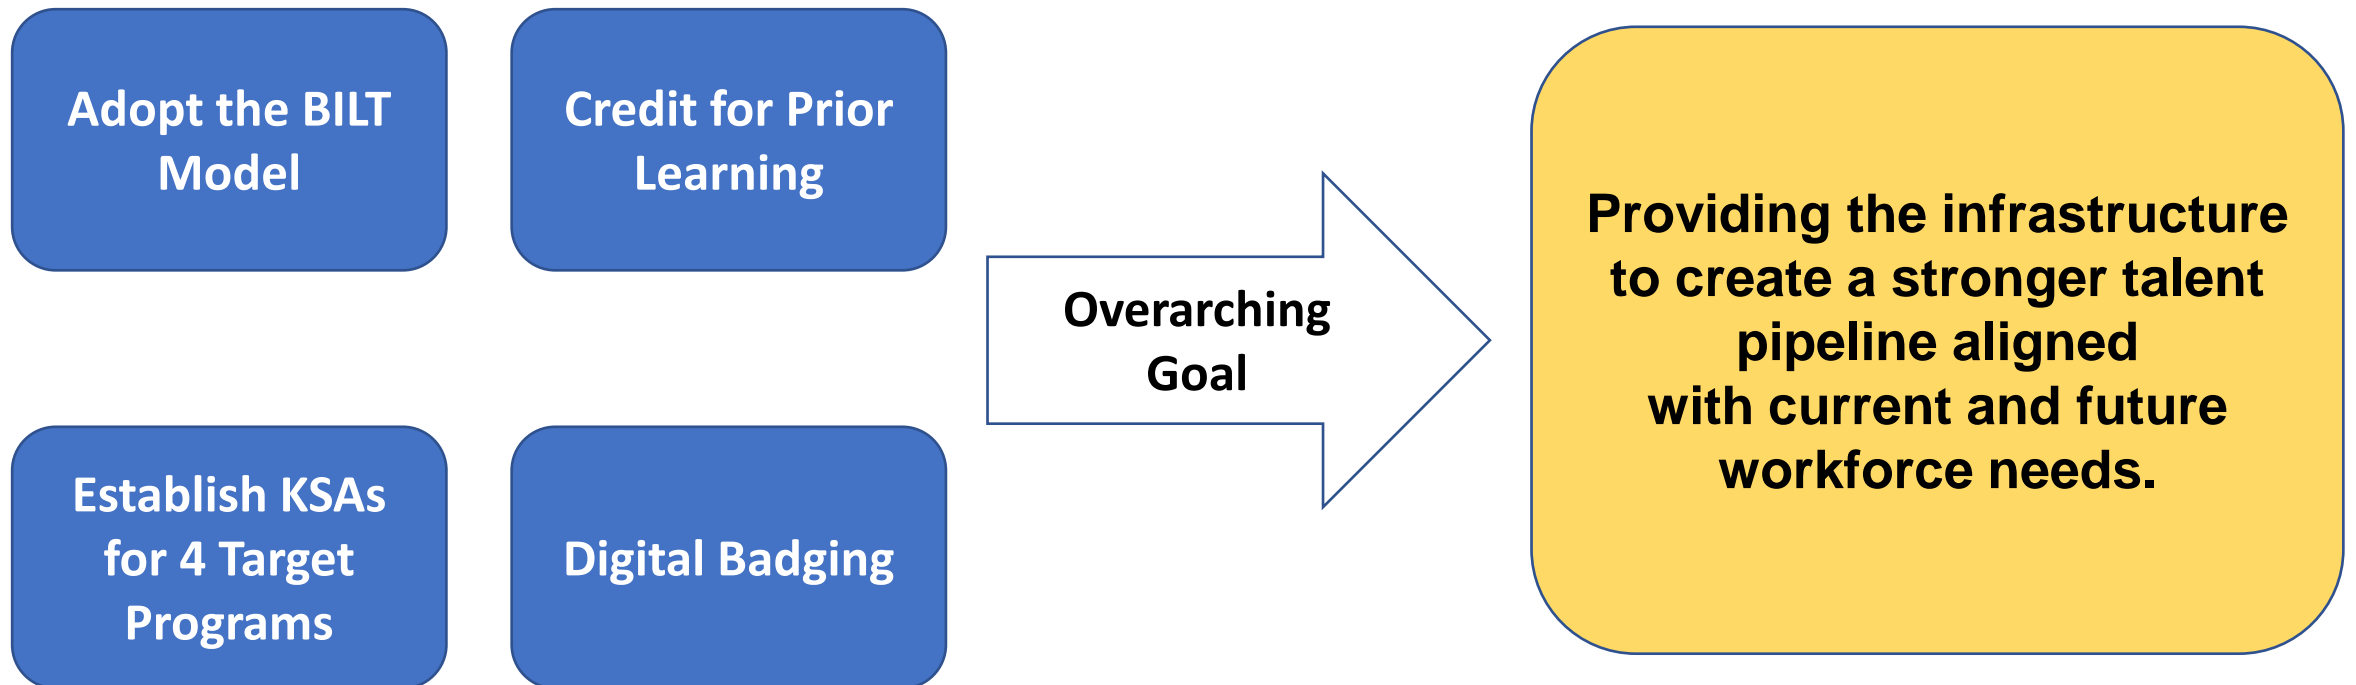 Adopt the BILT
Model
Credit for Prior
Learning
Establish KSAs
for 4 Target
Programs
Digital Badging
Overarching
Goal
Providing the infrastructure
to create a stronger talent
pipeline aligned
with current and future
workforce needs.